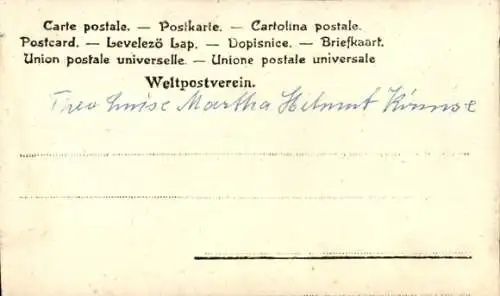 Carte postale. — Postkarte. — Cartolina postale.
Postcard. — Levelező Lap. — Dopisnice. — Briefkaart.
Union postale universelle. — Unione postale universale
Weltpostverein.
Luise Martha Helmut